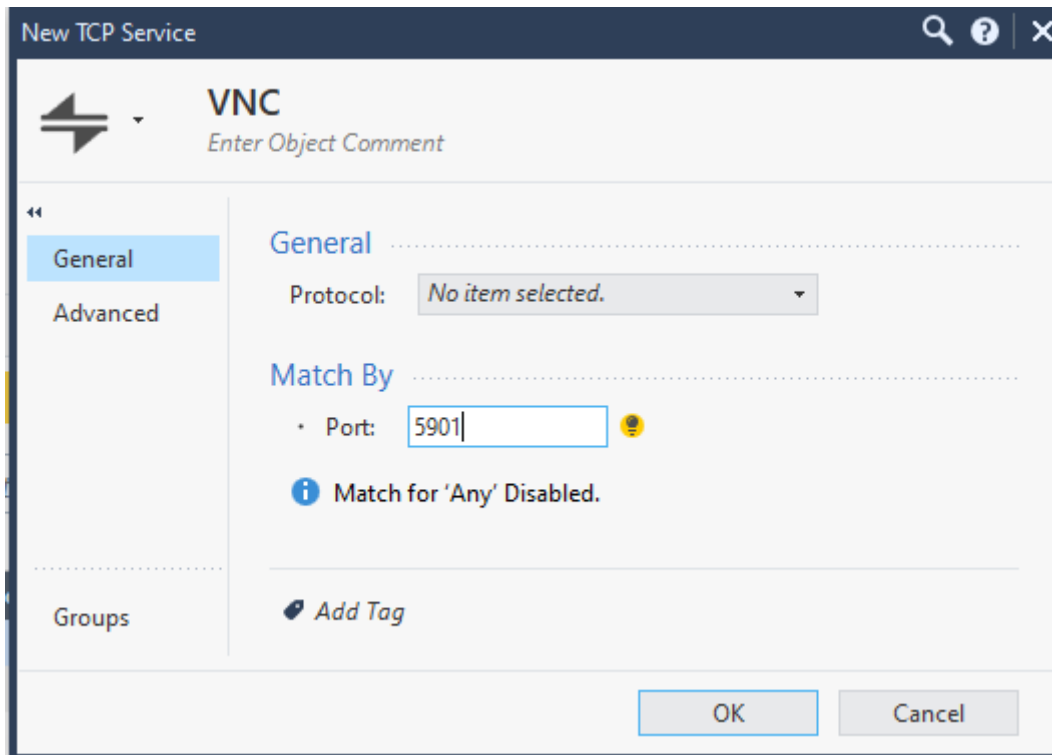 New TCP Service
VNC
Enter Object Comment
General
Advanced
Groups
General
Protocol: No item selected.
Match By
Port: 5901
Match for 'Any' Disabled.
Add Tag
OK Cancel